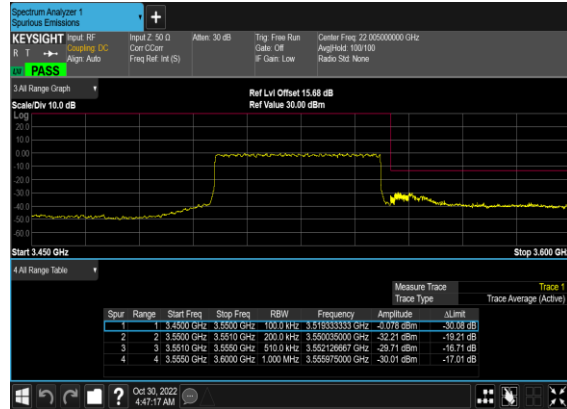 Spectrum Analyzer 1
Spurious Emissions
KEYSIGHT Input: RF Input Z: 50 Ω Atten: 30 dB Trig: Free Run Center Freq: 22.005000000 GHz
R T Coupling: DC Corr CCorr Gate: Off Avg|Hold: 100/100
Align: Auto Freq Ref: Int (S) IF Gain: Low Radio Std: None
PASS
3 All Range Graph
Ref Lvl Offset 15.68 dB
Scale/Div 10.0 dB Ref Value 30.00 dBm
Log
20.0
10.0
0.00
-10.0
-20.0
-30.0
-40.0
-50.0
-60.0
Start 3.450 GHz Stop 3.600 GH
4 All Range Table
Measure Trace Trace 1
Trace Type Trace Average (Active)
Spur Range Start Freq Stop Freq RBW Frequency Amplitude ΔLimit
1 1 3.4500 GHz 3.5500 GHz 100.0 kHz 3.519333333 GHz -0.078 dBm -30.08 dB
2 2 3.5500 GHz 3.5510 GHz 200.0 kHz 3.550035000 GHz -32.21 dBm -19.21 dB
3 3 3.5510 GHz 3.5550 GHz 510.0 kHz 3.552126667 GHz -29.71 dBm -16.71 dB
4 4 3.5550 GHz 3.6000 GHz 1.000 MHz 3.555975000 GHz -30.01 dBm -17.01 dB
? Oct 30, 2022
4:47:17 AM